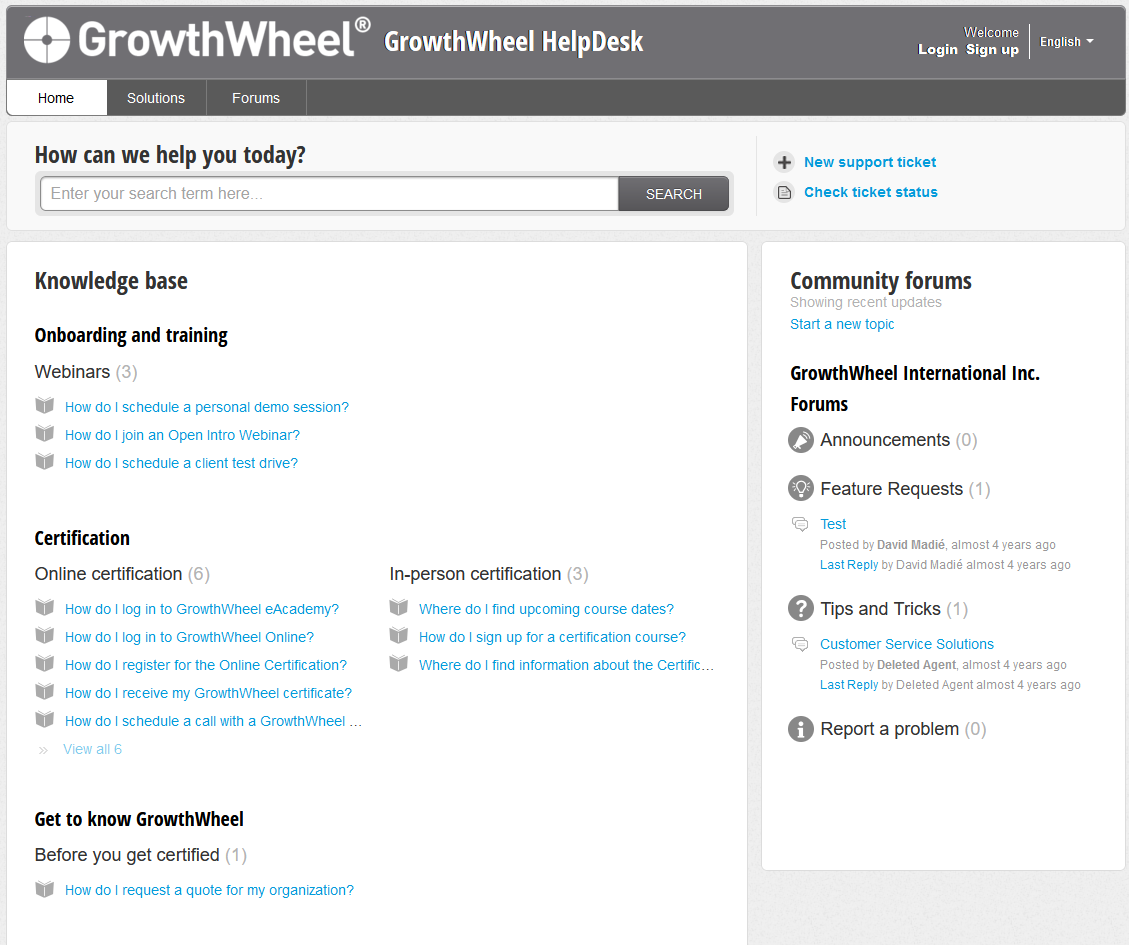 GrowthWheel® GrowthWheel HelpDesk
Welcome
Login Sign up
English
Home Solutions Forums
How can we help you today?
Enter your search term here...
SEARCH
New support ticket
Check ticket status
Knowledge base
Onboarding and training
Webinars (3)
How do I schedule a personal demo session?
How do I join an Open Intro Webinar?
How do I schedule a client test drive?
Certification
Online certification (6)
How do I log in to GrowthWheel eAcademy?
How do I log in to GrowthWheel Online?
How do I register for the Online Certification?
How do I receive my GrowthWheel certificate?
How do I schedule a call with a GrowthWheel ...
» View all 6
In-person certification (3)
Where do I find upcoming course dates?
How do I sign up for a certification course?
Where do I find information about the Certific...
Get to know GrowthWheel
Before you get certified (1)
How do I request a quote for my organization?
Community forums
Showing recent updates
Start a new topic
GrowthWheel International Inc.
Forums
Announcements (0)
Feature Requests (1)
Test
Posted by David Madié, almost 4 years ago
Last Reply by David Madié almost 4 years ago
Tips and Tricks (1)
Customer Service Solutions
Posted by Deleted Agent, almost 4 years ago
Last Reply by Deleted Agent almost 4 years ago
Report a problem (0)